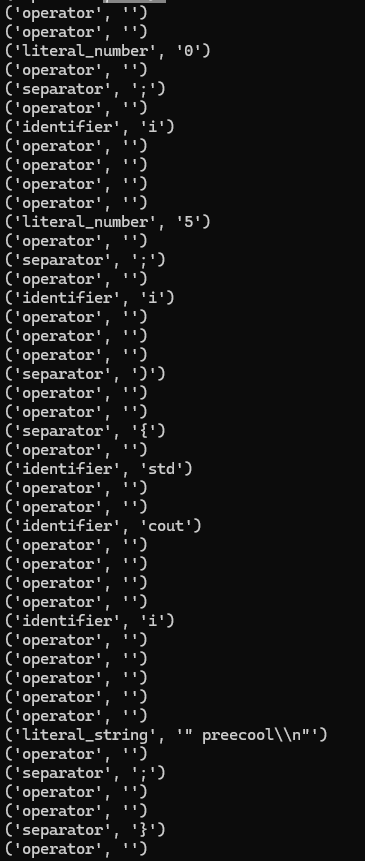 ('operator', '')
('operator', '')
('literal_number', '0')
('operator', '')
('separator', ';')
('operator', '')
('identifier', 'i')
('operator', '')
('operator', '')
('operator', '')
('operator', '')
('literal_number', '5')
('operator', '')
('separator', ';')
('operator', '')
('identifier', 'i')
('operator', '')
('operator', '')
('operator', '')
('separator', ')')
('operator', '')
('operator', '')
('separator', '{')
('operator', '')
('identifier', 'std')
('operator', '')
('operator', '')
('identifier', 'cout')
('operator', '')
('operator', '')
('operator', '')
('operator', '')
('identifier', 'i')
('operator', '')
('operator', '')
('operator', '')
('operator', '')
('operator', '')
('literal_string', '" preecool\\n"')
('operator', '')
('separator', ';')
('operator', '')
('operator', '')
('separator', '}')
('operator', '')